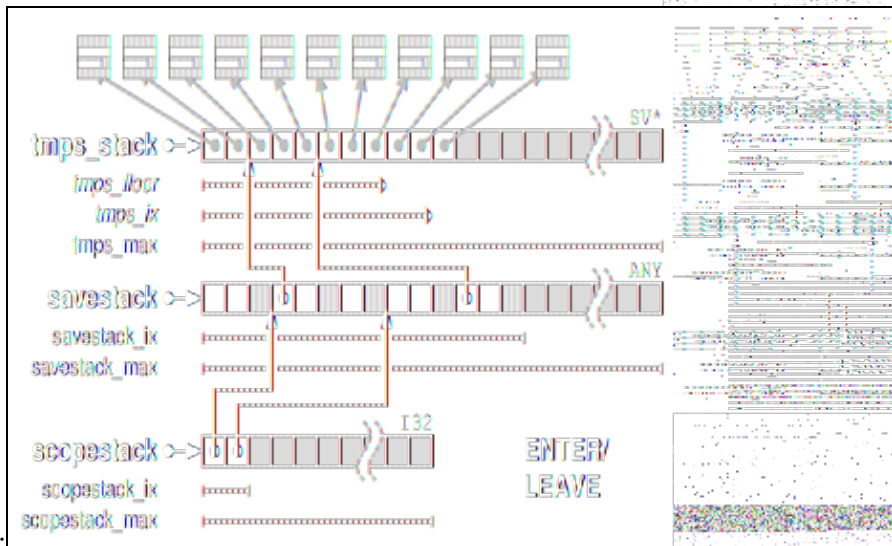 SV*
tmps_stack
tmps_floor
tmps_ix
tmps_max
ANY
savestack
savestack_ix
savestack_max
I32
scopestack
ENTER/
LEAVE
scopestack_ix
scopestack_max